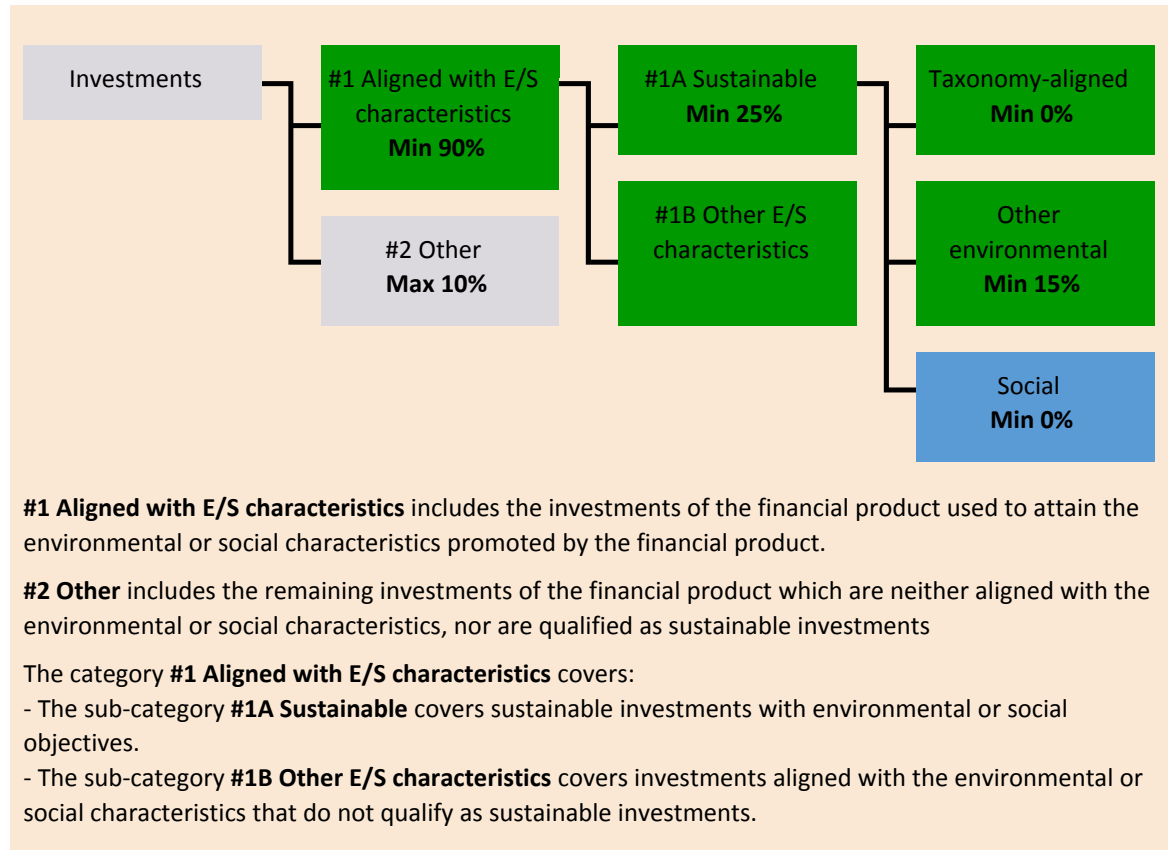 Investments
#1 Aligned with E/S
characteristics
Min 90%
#2 Other
Max 10%
#1A Sustainable
Min 25%
#1B Other E/S
characteristics
Taxonomy-aligned
Min 0%
Other
environmental
Min 15%
Social
Min 0%
#1 Aligned with E/S characteristics includes the investments of the financial product used to attain the
environmental or social characteristics promoted by the financial product.
#2 Other includes the remaining investments of the financial product which are neither aligned with the
environmental or social characteristics, nor are qualified as sustainable investments
The category #1 Aligned with E/S characteristics covers:
- The sub-category #1A Sustainable covers sustainable investments with environmental or social
objectives.
- The sub-category #1B Other E/S characteristics covers investments aligned with the environmental or
social characteristics that do not qualify as sustainable investments.